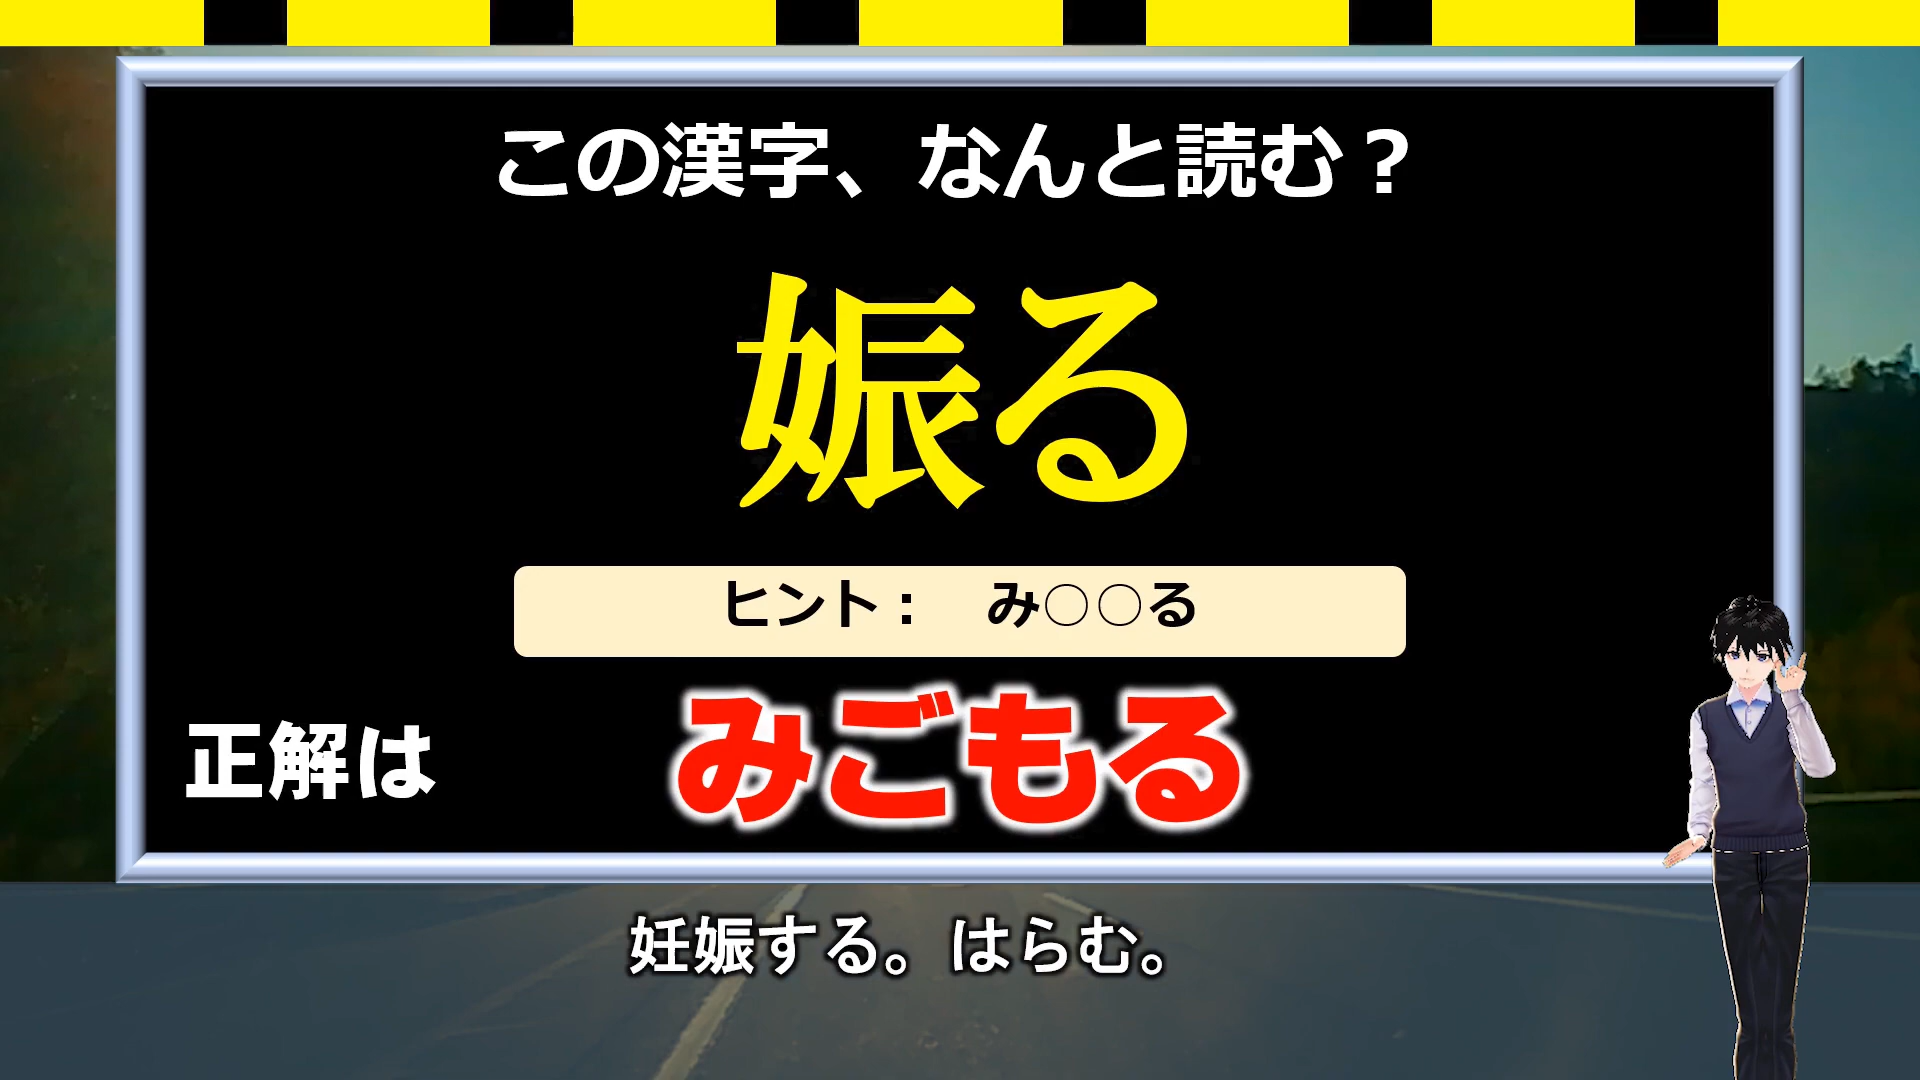 この漢字、なんと読む？
娠る
ヒント：　み○○る
正解は　みごもる
妊娠する。はらむ。